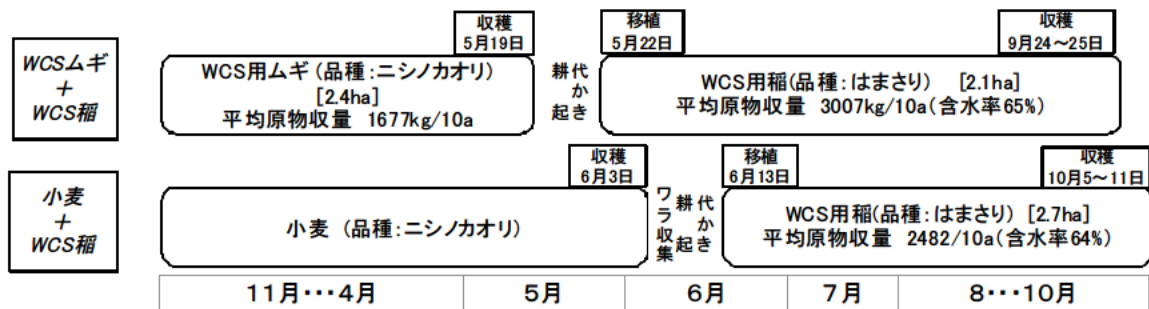 WCSムギ
＋
WCS稲
収穫
5月19日
WCS用ムギ（品種：ニシノカオリ）
[2.4ha]
平均原物収量 1677kg/10a
耕起
代かき
移植
5月22日
収穫
9月24～25日
WCS用稲（品種：はまさり） [2.1ha]
平均原物収量 3007kg/10a（含水率65%）
小麦
＋
WCS稲
収穫
6月3日
小麦 （品種：ニシノカオリ）
ワラ収集
耕起
代かき
移植
6月13日
収穫
10月5～11日
WCS用稲（品種：はまさり） [2.7ha]
平均原物収量 2482/10a（含水率64%）
11月・・・4月
5月
6月
7月
8・・・10月